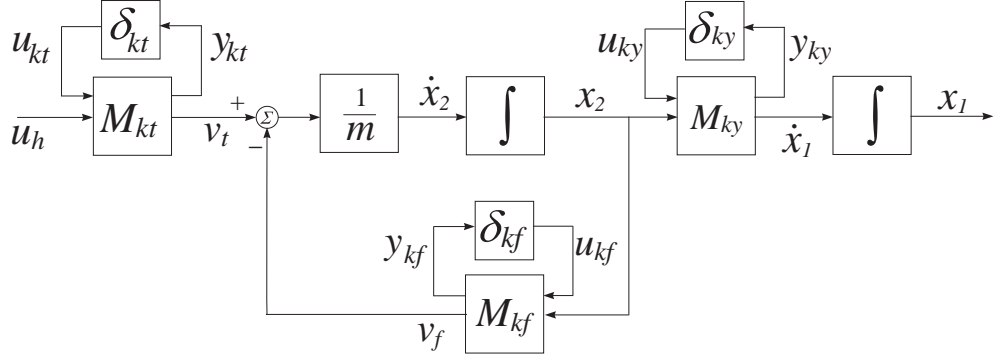 δkt
ukt
ykt
uh
Mkt
vt
+
Σ
−
1/m
ẋ2
∫
x2
δky
uky
yky
Mky
ẋ1
∫
x1
δkf
ykf
ukf
Mkf
vf